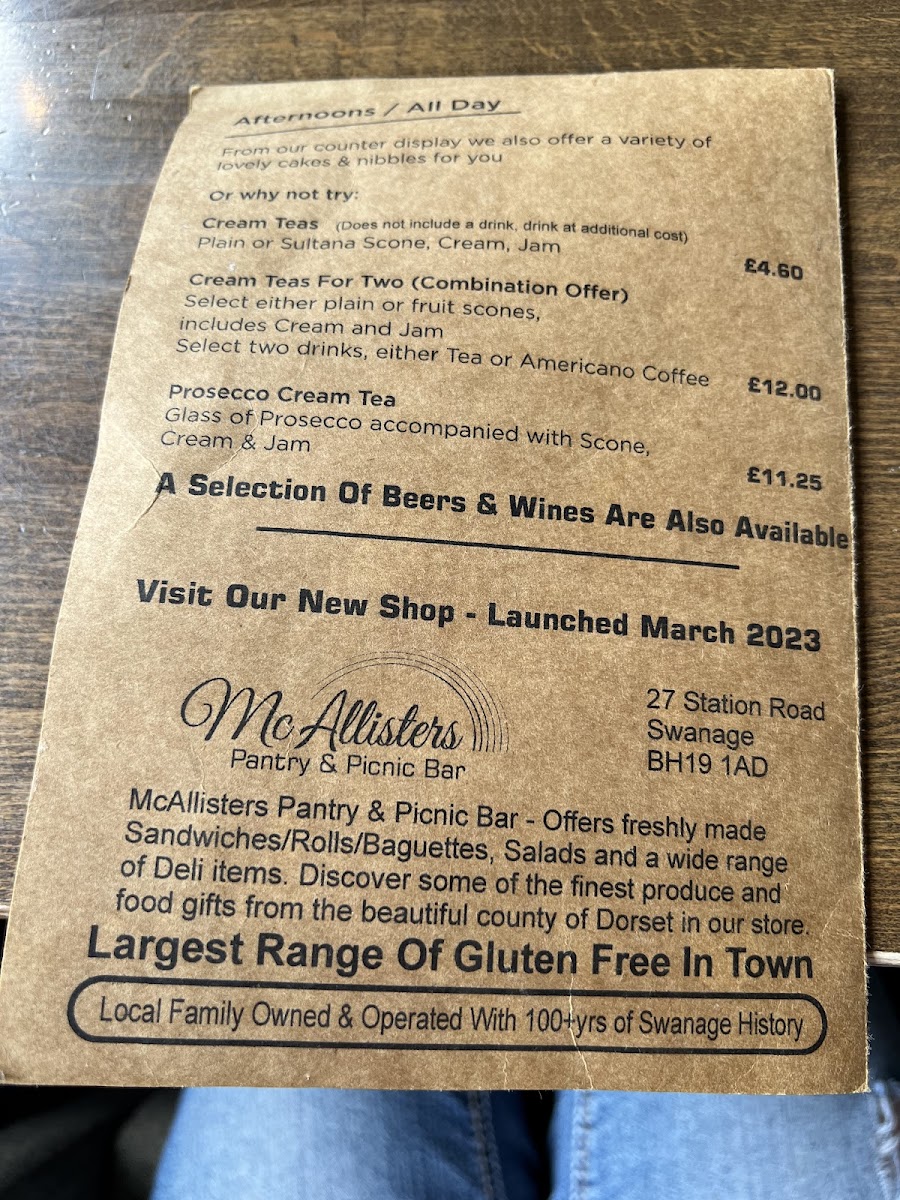 Afternoons / All Day
From our counter display we also offer a variety of
lovely cakes & nibbles for you
Or why not try:
Cream Teas (Does not include a drink, drink at additional cost)
Plain or Sultana Scone, Cream, Jam
£4.60
Cream Teas For Two (Combination Offer)
Select either plain or fruit scones,
includes Cream and Jam
Select two drinks, either Tea or Americano Coffee £12.00
Prosecco Cream Tea
Glass of Prosecco accompanied with Scone,
Cream & Jam
£11.25
A Selection Of Beers & Wines Are Also Available
Visit Our New Shop - Launched March 2023
McAllisters
Pantry & Picnic Bar
27 Station Road
Swanage
BH19 1AD
McAllisters Pantry & Picnic Bar - Offers freshly made
Sandwiches/Rolls/Baguettes, Salads and a wide range
of Deli items. Discover some of the finest produce and
food gifts from the beautiful county of Dorset in our store.
Largest Range Of Gluten Free In Town
Local Family Owned & Operated With 100+yrs of Swanage History